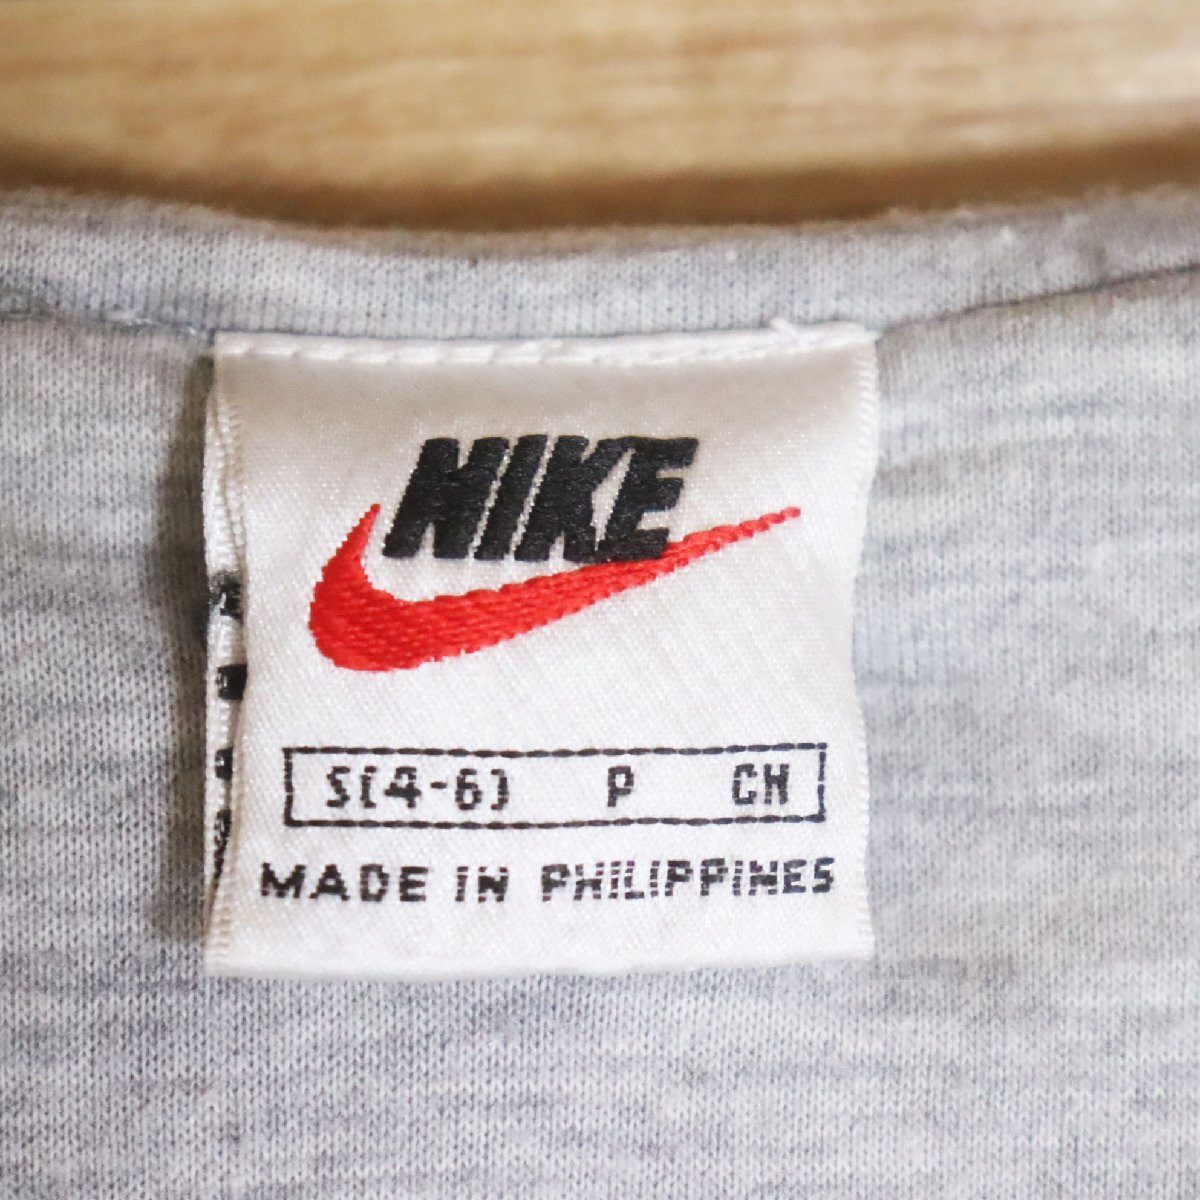 NIKE
S(4-6) P CH
MADE IN PHILIPPINES